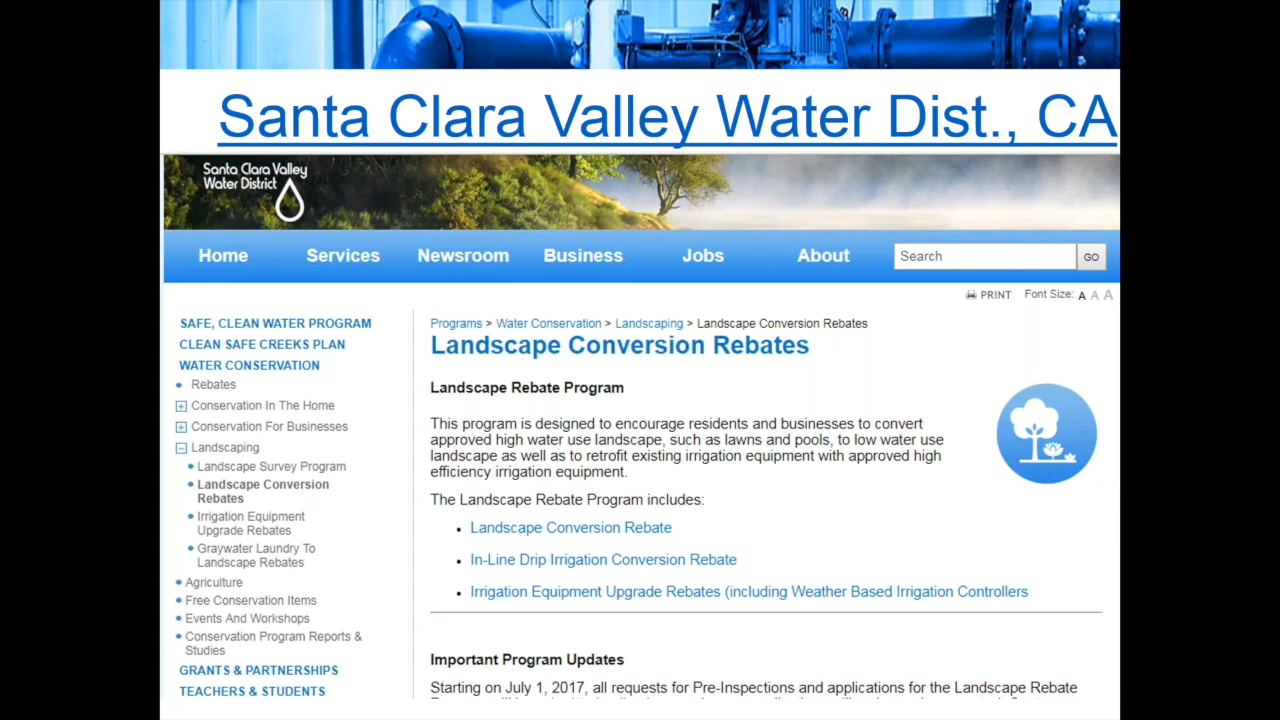 Santa Clara Valley Water Dist., CA
Santa Clara Valley
Water District
Home Services Newsroom Business Jobs About Search GO
PRINT Font Size: A A A
SAFE, CLEAN WATER PROGRAM
CLEAN SAFE CREEKS PLAN
WATER CONSERVATION
Rebates
Conservation In The Home
Conservation For Businesses
Landscaping
Landscape Survey Program
Landscape Conversion
Rebates
Irrigation Equipment
Upgrade Rebates
Graywater Laundry To
Landscape Rebates
Agriculture
Free Conservation Items
Events And Workshops
Conservation Program Reports &
Studies
GRANTS & PARTNERSHIPS
TEACHERS & STUDENTS
Programs > Water Conservation > Landscaping > Landscape Conversion Rebates
Landscape Conversion Rebates
Landscape Rebate Program
This program is designed to encourage residents and businesses to convert
approved high water use landscape, such as lawns and pools, to low water use
landscape as well as to retrofit existing irrigation equipment with approved high
efficiency irrigation equipment.
The Landscape Rebate Program includes:
Landscape Conversion Rebate
In-Line Drip Irrigation Conversion Rebate
Irrigation Equipment Upgrade Rebates (including Weather Based Irrigation Controllers
Important Program Updates
Starting on July 1, 2017, all requests for Pre-Inspections and applications for the Landscape Rebate